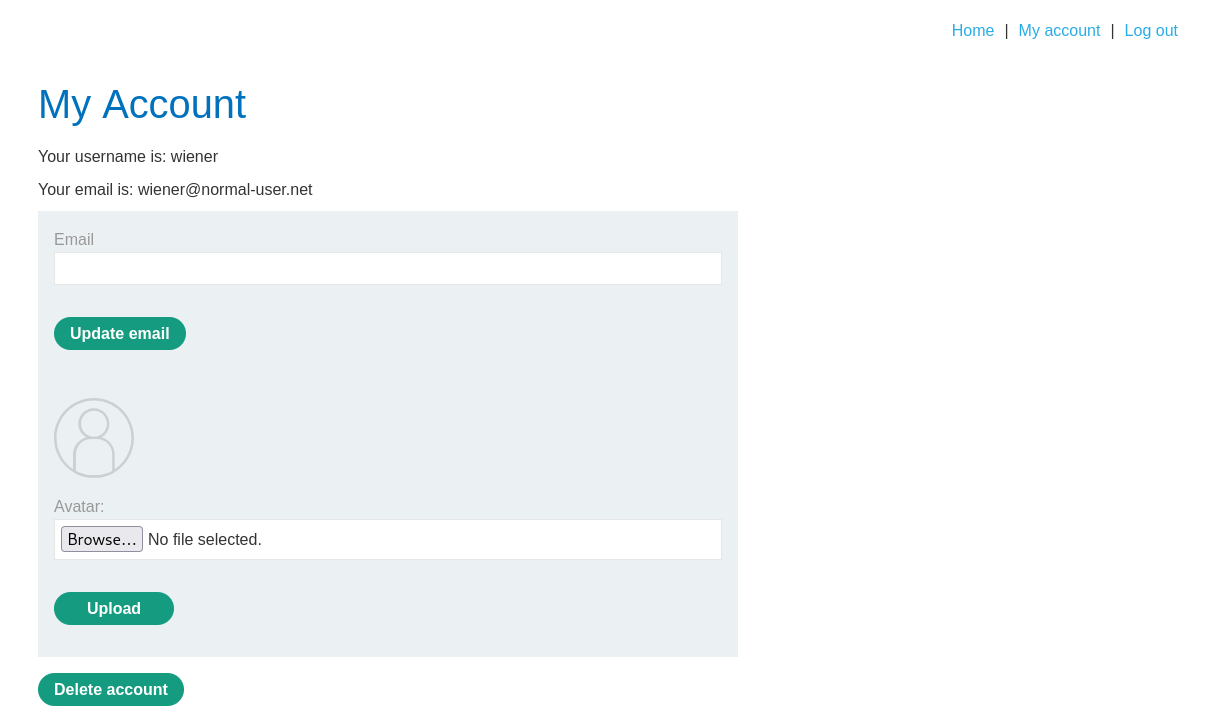 Home | My account | Log out
My Account
Your username is: wiener
Your email is: wiener@normal-user.net
Email
Update email
Avatar:
Browse... No file selected.
Upload
Delete account